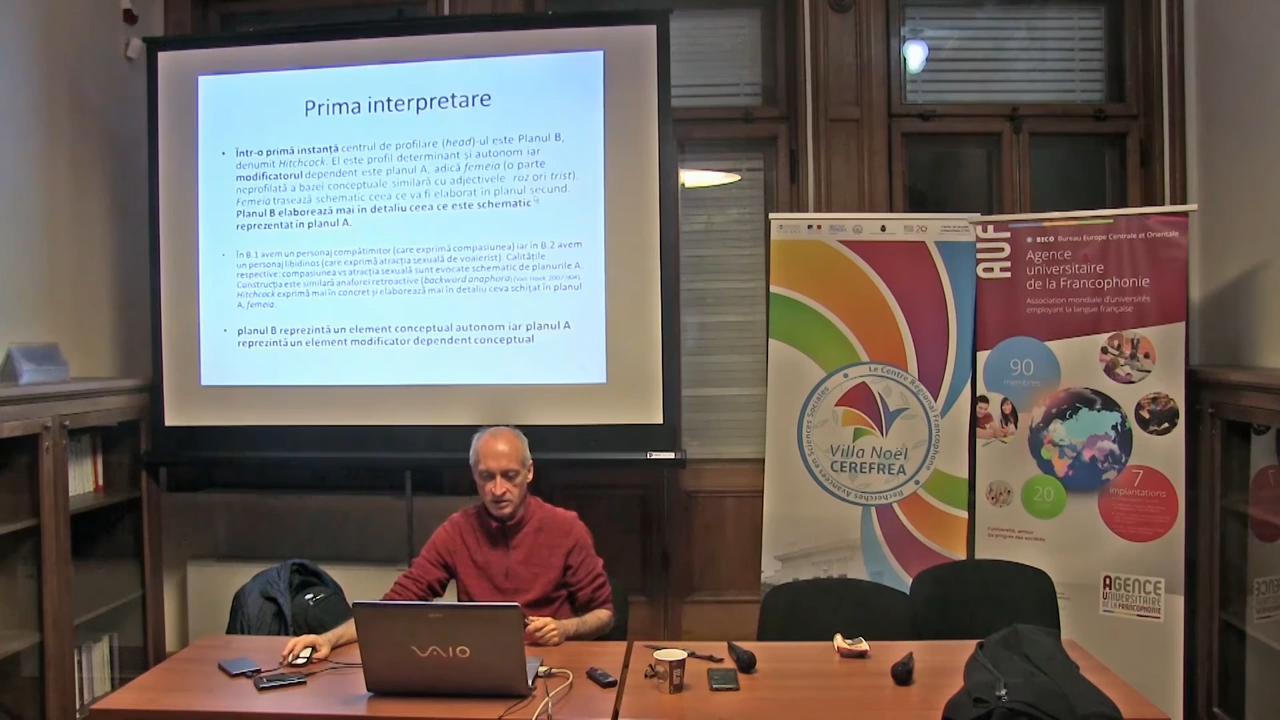 Prima interpretare
• Într-o primă instanță centrul de profilare (head)-ul este Planul B,
denumit Hitchcock. El este profil determinant și autonom iar
modificatorul dependent este planul A, adică femeia (o parte
neprofilată a bazei conceptuale similară cu adjectivele roz ori trist).
Femeia trasează schematic ceea ce va fi elaborat în planul secund.
Planul B elaborează mai în detaliu ceea ce este schematic
reprezentat în planul A.
• În B.1 avem un personaj compătimitor (care exprimă compasiunea) iar în B.2 avem
un personaj libidinos (care exprimă atracția sexuală de voaierist). Calitățile
respective: compasiunea vs atracția sexuală sunt evocate schematic de planurile A.
Construcția este similară anaforei retroactive (backward anaphora)
Hitchcock exprimă mai în concret și elaborează mai în detaliu ceva schițat în planul
A, femeia.
• planul B reprezintă un element conceptual autonom iar planul A
reprezintă un element modificator dependent conceptual
VAIO
Le Centre Régional Francophone
Recherches Avancées en Sciences Sociales
Villa Noël
CEREFREA
AUF
BECO Bureau Europe Centrale et Orientale
Agence
universitaire
de la Francophonie
Association mondiale d'universités
employant la langue française
90
membres
20
7
implantations
AGENCE
UNIVERSITAIRE
DE LA FRANCOPHONIE